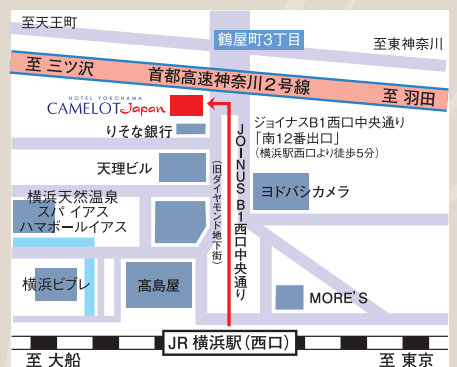 至天王町
鶴屋町3丁目
至東神奈川
至 三ツ沢
首都高速神奈川2号線
至 羽田
HOTEL YOKOHAMA
CAMELOT Japan
りそな銀行
ジョイナスB1西口中央通り
「南12番出口」
(横浜駅西口より徒歩5分)
天理ビル
JOINUS B1西口中央通り
(旧ダイヤモンド地下街)
ヨドバシカメラ
横浜天然温泉
スパ イアス
ハマボールイアス
横浜ビブレ
髙島屋
MORE'S
JR 横浜駅(西口)
至 大船
至 東京